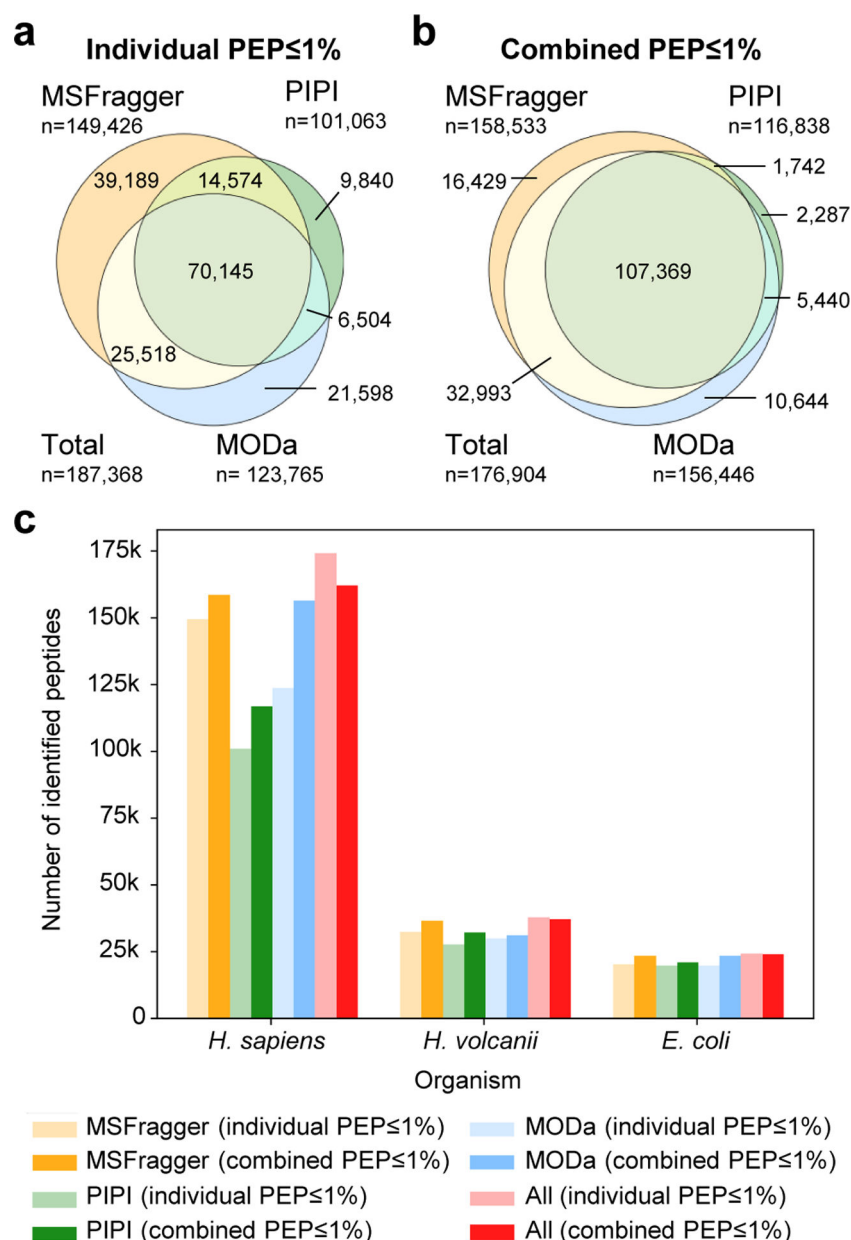 a
Individual PEP≤1%
MSFragger
n=149,426
PIPI
n=101,063
39,189
14,574
9,840
70,145
6,504
25,518
21,598
Total
n=187,368
MODa
n= 123,765
b
Combined PEP≤1%
MSFragger
n=158,533
PIPI
n=116,838
1,742
16,429
2,287
107,369
5,440
32,993
10,644
Total
n=176,904
MODa
n=156,446
c
Number of identified peptides
175k
150k
125k
100k
75k
50k
25k
0
H. sapiens
H. volcanii
E. coli
Organism
MSFragger (individual PEP≤1%)
MSFragger (combined PEP≤1%)
PIPI (individual PEP≤1%)
PIPI (combined PEP≤1%)
MODa (individual PEP≤1%)
MODa (combined PEP≤1%)
All (individual PEP≤1%)
All (combined PEP≤1%)